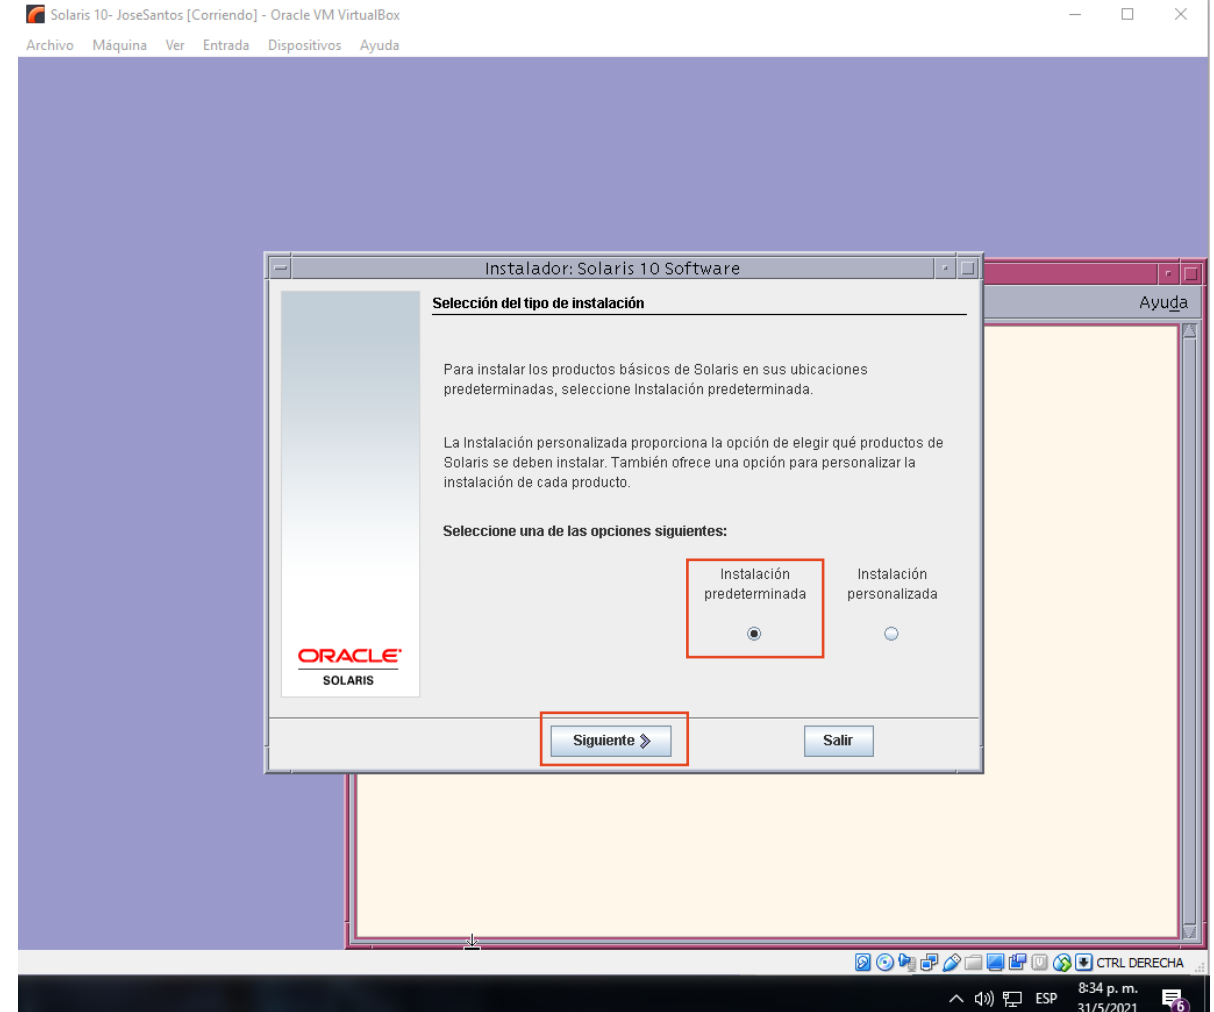 Solaris 10- JoseSantos [Corriendo] - Oracle VM VirtualBox
Archivo Máquina Ver Entrada Dispositivos Ayuda
Instalador: Solaris 10 Software
Ayuda
Selección del tipo de instalación
Para instalar los productos básicos de Solaris en sus ubicaciones
predeterminadas, seleccione Instalación predeterminada.
La Instalación personalizada proporciona la opción de elegir qué productos de
Solaris se deben instalar. También ofrece una opción para personalizar la
instalación de cada producto.
Seleccione una de las opciones siguientes:
Instalación
predeterminada
Instalación
personalizada
ORACLE
SOLARIS
Siguiente
Salir
CTRL DERECHA
8:34 p. m.
ESP
31/5/2021
6